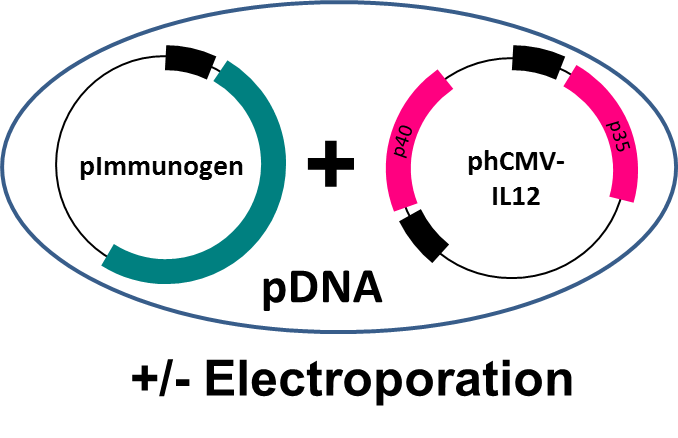 pImmunogen
+
p40
phCMV-
IL12
p35
pDNA
+/- Electroporation